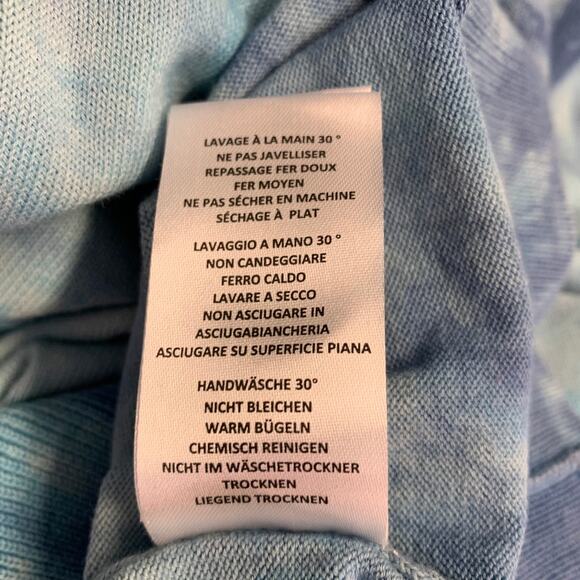 LAVAGE À LA MAIN 30 °
NE PAS JAVELLISER
REPASSAGE FER DOUX
FER MOYEN
NE PAS SÉCHER EN MACHINE
SÉCHAGE À PLAT
LAVAGGIO A MANO 30 °
NON CANDEGGIARE
FERRO CALDO
LAVARE A SECCO
NON ASCIUGARE IN
ASCIUGABIANCHERIA
ASCIUGARE SU SUPERFICIE PIANA
HANDWÄSCHE 30°
NICHT BLEICHEN
WARM BÜGELN
CHEMISCH REINIGEN
NICHT IM WÄSCHETROCKNER
TROCKNEN
LIEGEND TROCKNEN